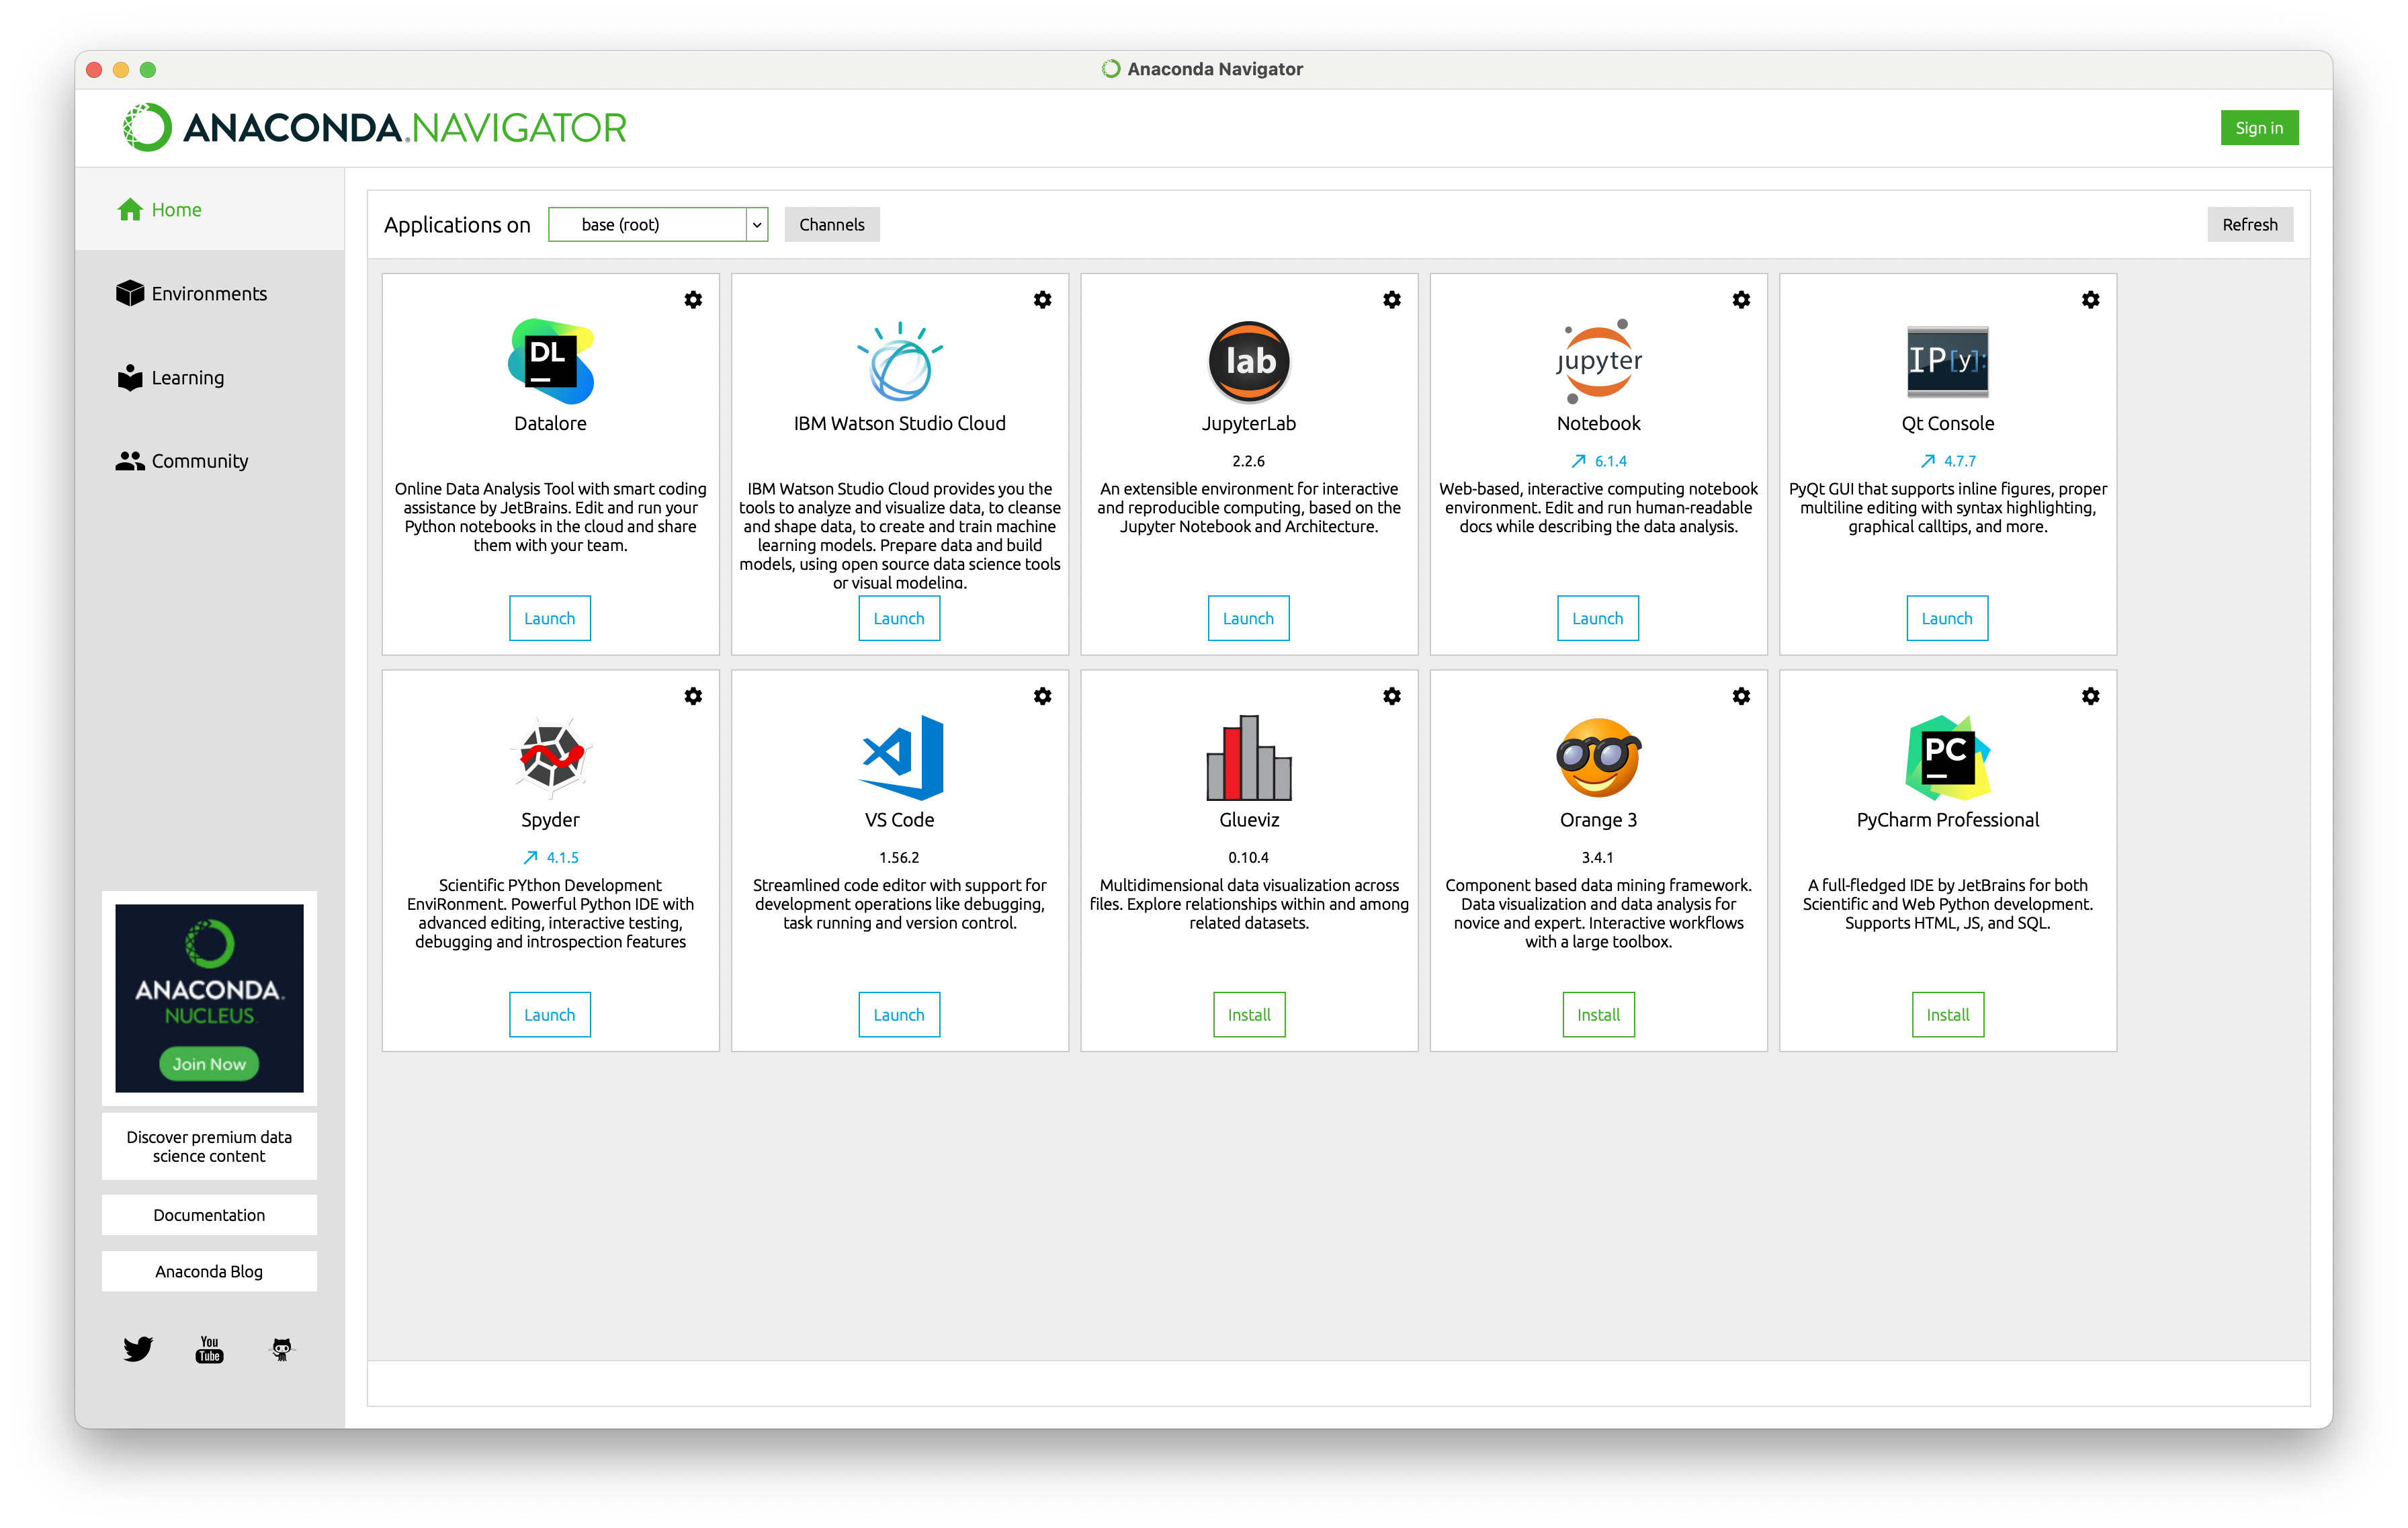 Anaconda Navigator
ANACONDA.NAVIGATOR
Sign in
Home
Environments
Learning
Community
ANACONDA.
NUCLEUS
Join Now
Discover premium data
science content
Documentation
Anaconda Blog
You
Tube
Applications on
base (root)
Channels
Refresh
DL
Datalore
Online Data Analysis Tool with smart coding
assistance by JetBrains. Edit and run your
Python notebooks in the cloud and share
them with your team.
Launch
IBM Watson Studio Cloud
IBM Watson Studio Cloud provides you the
tools to analyze and visualize data, to cleanse
and shape data, to create and train machine
learning models. Prepare data and build
models, using open source data science tools
or visual modeling.
Launch
lab
JupyterLab
2.2.6
An extensible environment for interactive
and reproducible computing, based on the
Jupyter Notebook and Architecture.
Launch
jupyter
Notebook
6.1.4
Web-based, interactive computing notebook
environment. Edit and run human-readable
docs while describing the data analysis.
Launch
IP[y]:
Qt Console
4.7.7
PyQt GUI that supports inline figures, proper
multiline editing with syntax highlighting,
graphical calltips, and more.
Launch
Spyder
4.1.5
Scientific PYthon Development
EnviRonment. Powerful Python IDE with
advanced editing, interactive testing,
debugging and introspection features
Launch
VS Code
1.56.2
Streamlined code editor with support for
development operations like debugging,
task running and version control.
Launch
Glueviz
0.10.4
Multidimensional data visualization across
files. Explore relationships within and among
related datasets.
Install
Orange 3
3.4.1
Component based data mining framework.
Data visualization and data analysis for
novice and expert. Interactive workflows
with a large toolbox.
Install
PC
PyCharm Professional
A full-fledged IDE by JetBrains for both
Scientific and Web Python development.
Supports HTML, JS, and SQL.
Install